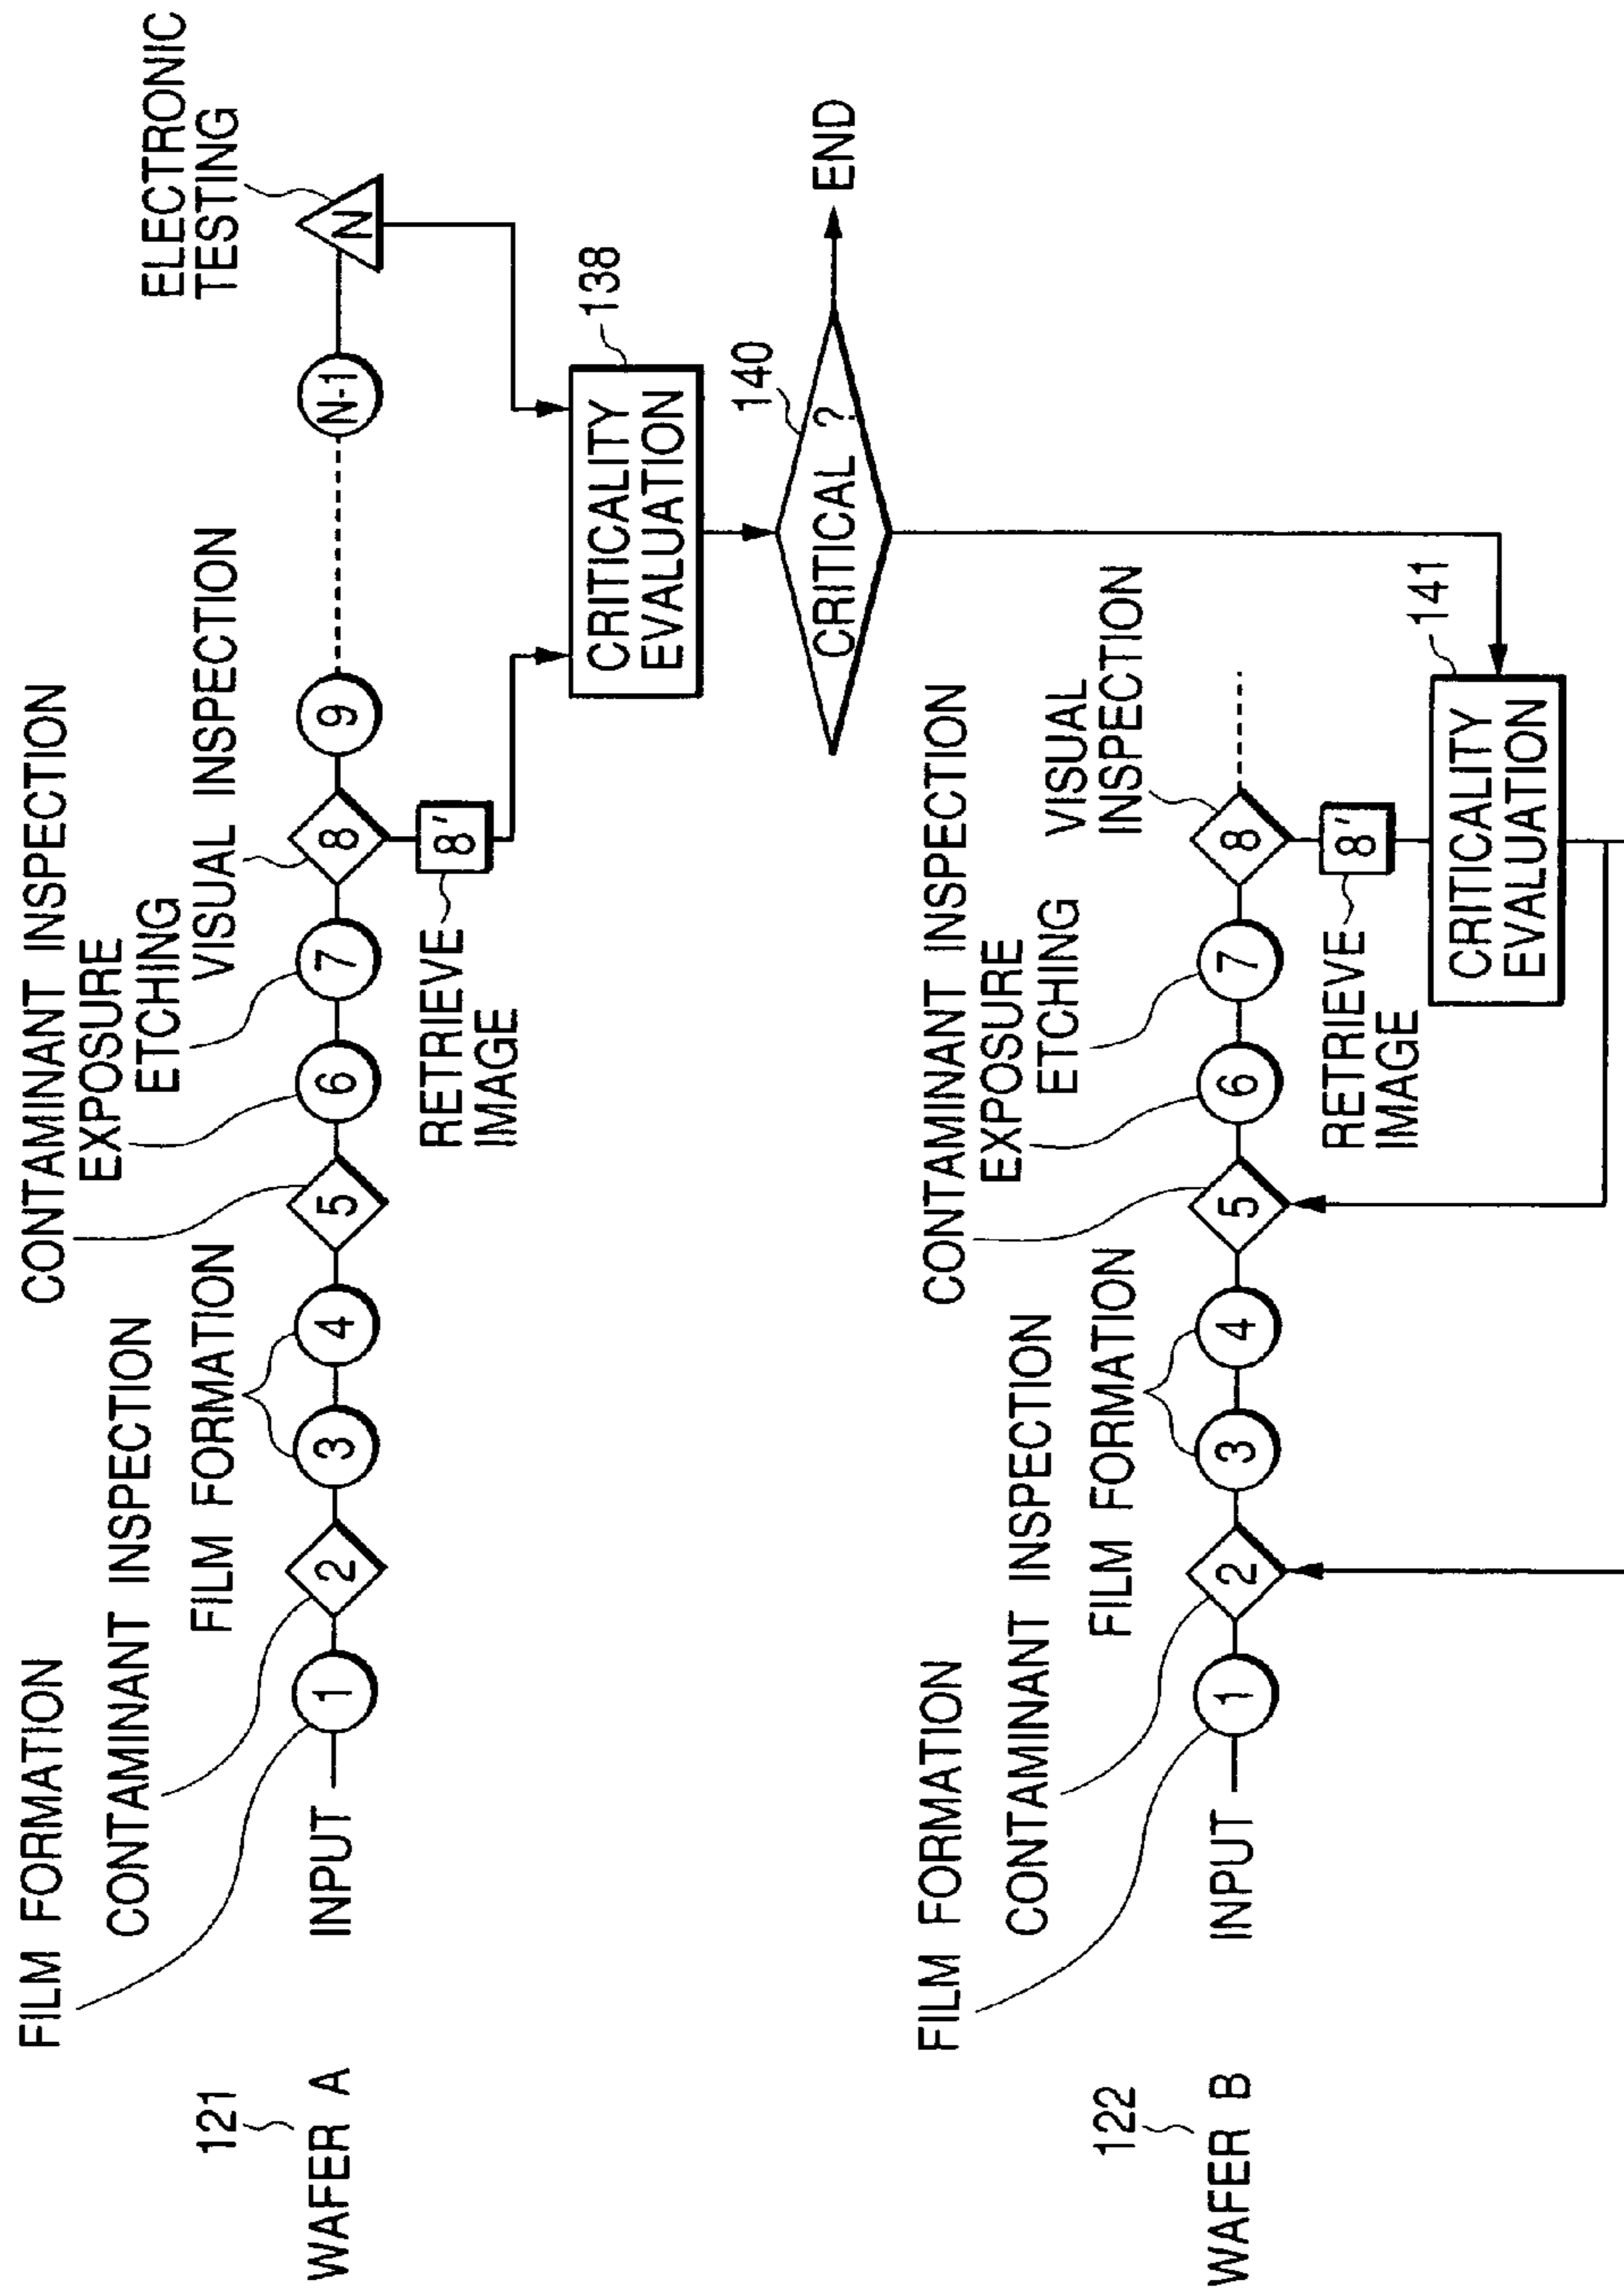 FILM FORMATION
CONTAMINANT INSPECTION
FILM FORMATION
CONTAMINANT INSPECTION
EXPOSURE
ETCHING
VISUAL INSPECTION
ELECTRONIC
TESTING
121
WAFER A
INPUT
1
2
3
4
5
6
7
8
9
N-1
N
8'
RETRIEVE
IMAGE
CRITICALITY
EVALUATION
138
140
CRITICAL ?
END
FILM FORMATION
CONTAMINANT INSPECTION
FILM FORMATION
CONTAMINANT INSPECTION
EXPOSURE
ETCHING
VISUAL
INSPECTION
122
WAFER B
INPUT
1
2
3
4
5
6
7
8
8'
RETRIEVE
IMAGE
141
CRITICALITY
EVALUATION